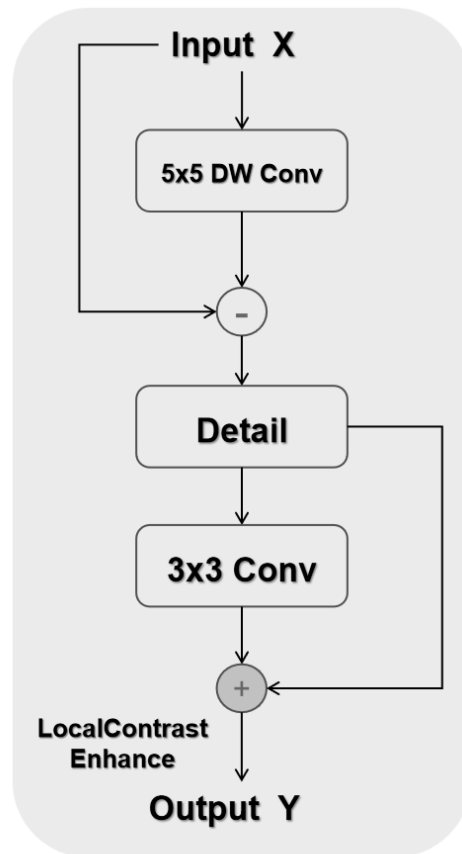 Input X
5x5 DW Conv
-
Detail
3x3 Conv
+
LocalContrast
Enhance
Output Y